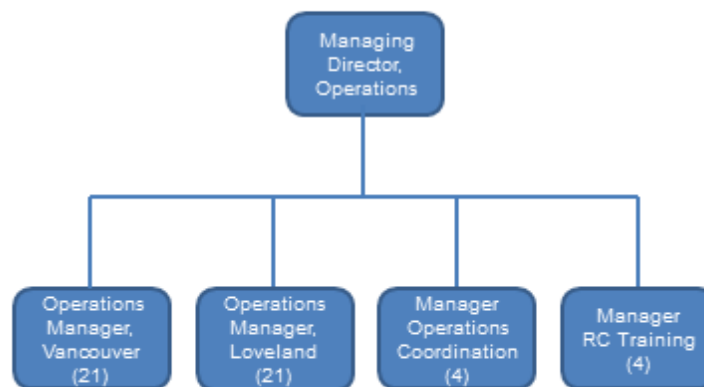 Managing
Director,
Operations
Operations
Manager,
Vancouver
(21)
Operations
Manager,
Loveland
(21)
Manager
Operations
Coordination
(4)
Manager
RC Training
(4)